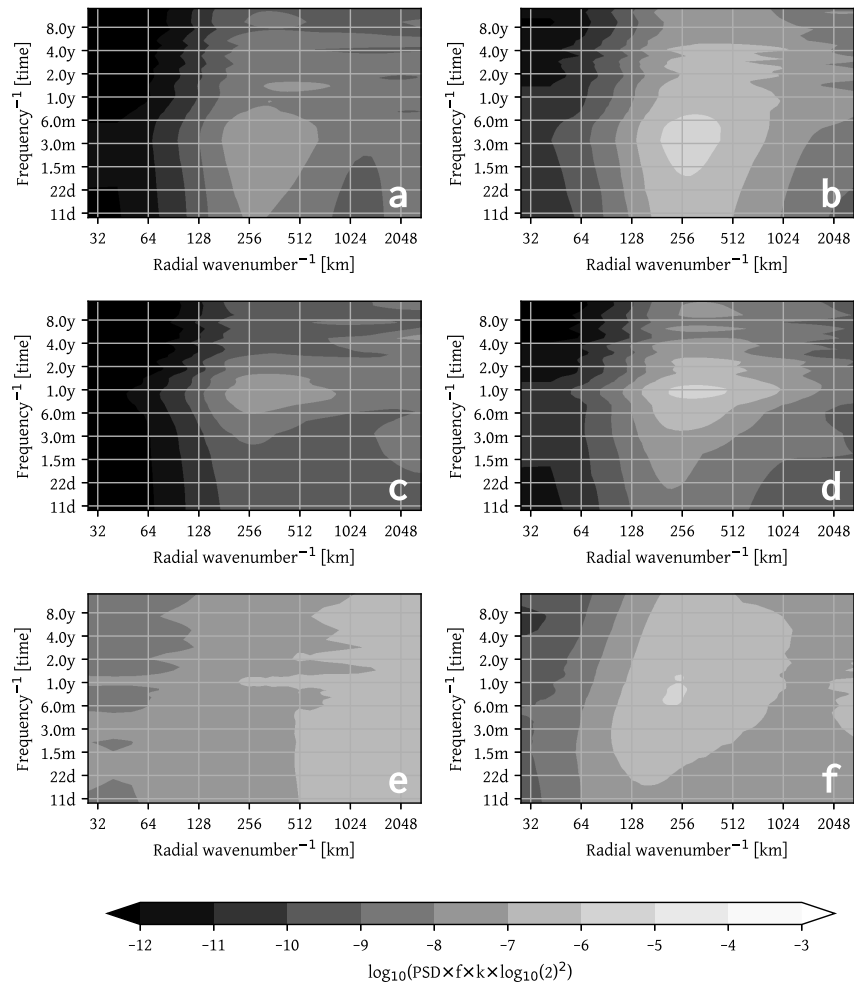 8.0y
4.0y
2.0y
1.0y
6.0m
3.0m
1.5m
22d
11d
Frequency⁻¹ [time]
a
32 64 128 256 512 1024 2048
Radial wavenumber⁻¹ [km]
8.0y
4.0y
2.0y
1.0y
6.0m
3.0m
1.5m
22d
11d
Frequency⁻¹ [time]
b
32 64 128 256 512 1024 2048
Radial wavenumber⁻¹ [km]
8.0y
4.0y
2.0y
1.0y
6.0m
3.0m
1.5m
22d
11d
Frequency⁻¹ [time]
c
32 64 128 256 512 1024 2048
Radial wavenumber⁻¹ [km]
8.0y
4.0y
2.0y
1.0y
6.0m
3.0m
1.5m
22d
11d
Frequency⁻¹ [time]
d
32 64 128 256 512 1024 2048
Radial wavenumber⁻¹ [km]
8.0y
4.0y
2.0y
1.0y
6.0m
3.0m
1.5m
22d
11d
Frequency⁻¹ [time]
e
32 64 128 256 512 1024 2048
Radial wavenumber⁻¹ [km]
8.0y
4.0y
2.0y
1.0y
6.0m
3.0m
1.5m
22d
11d
Frequency⁻¹ [time]
f
32 64 128 256 512 1024 2048
Radial wavenumber⁻¹ [km]
−12 −11 −10 −9 −8 −7 −6 −5 −4 −3
log₁₀(PSD×f×k×log₁₀(2)²)